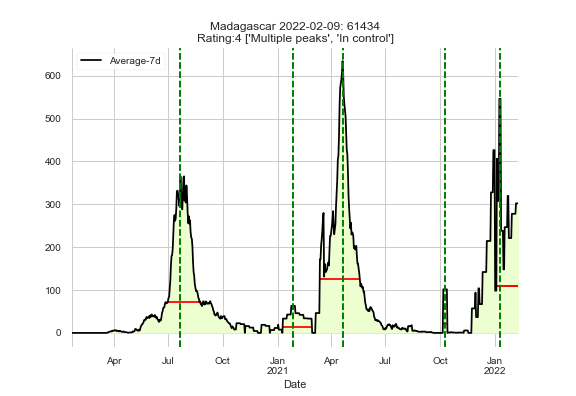 Madagascar 2022-02-09: 61434
Rating:4 ['Multiple peaks', 'In control']
Average-7d
600
500
400
300
200
100
0
Apr Jul Oct Jan Apr Jul Oct Jan
2021 2022
Date